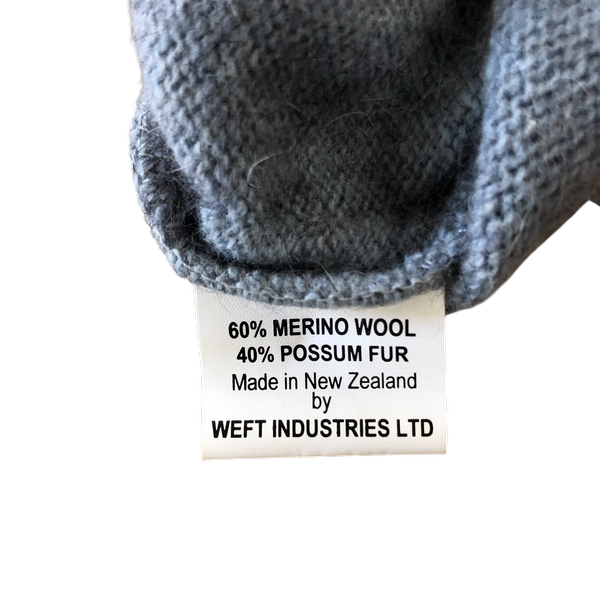 60% MERINO WOOL
40% POSSUM FUR
Made in New Zealand
by
WEFT INDUSTRIES LTD